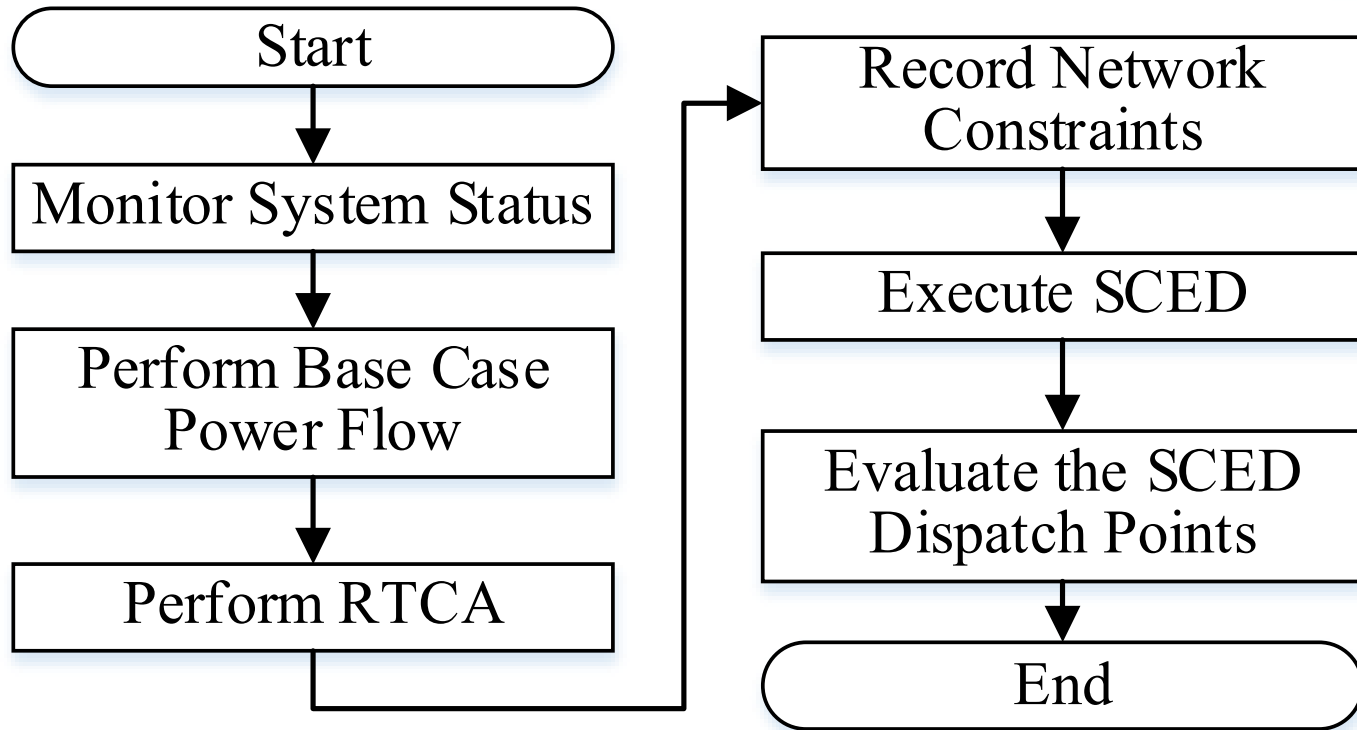 Start
Monitor System Status
Perform Base Case
Power Flow
Perform RTCA
Record Network
Constraints
Execute SCED
Evaluate the SCED
Dispatch Points
End